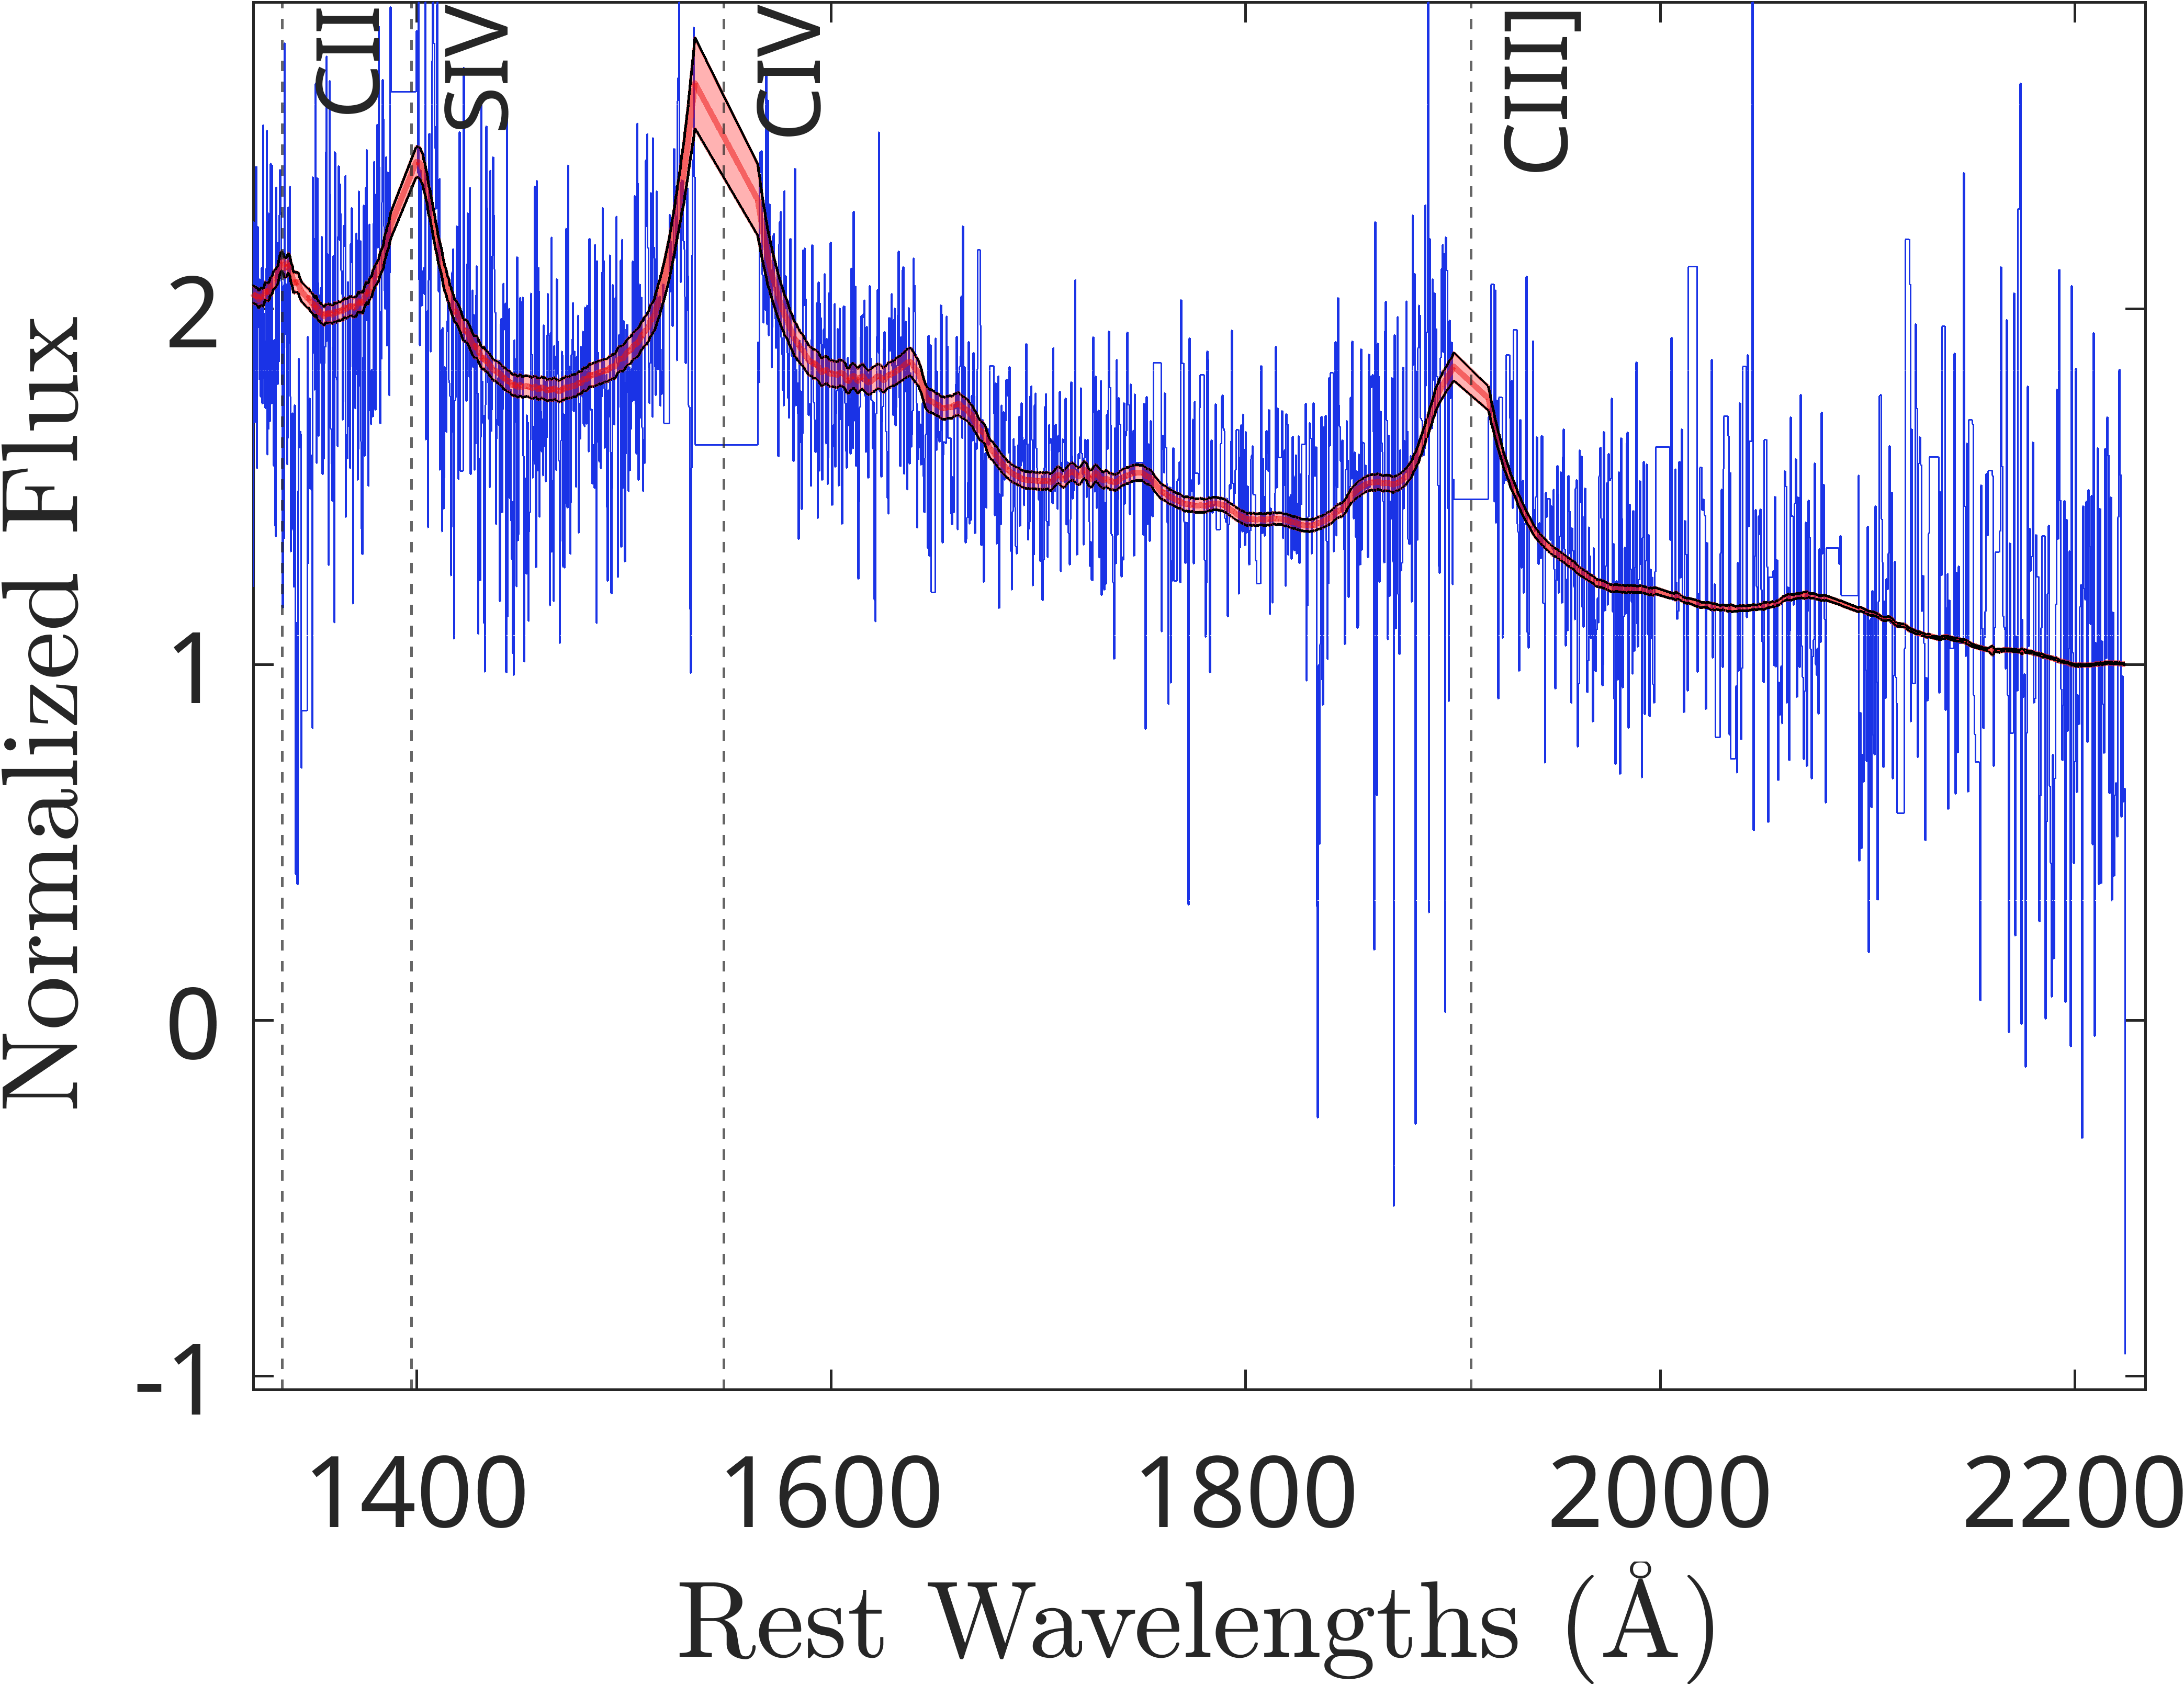 CII
SIV
CIV
CIII]
2
1
0
-1
Normalized Flux
1400
1600
1800
2000
2200
Rest Wavelengths (Å)